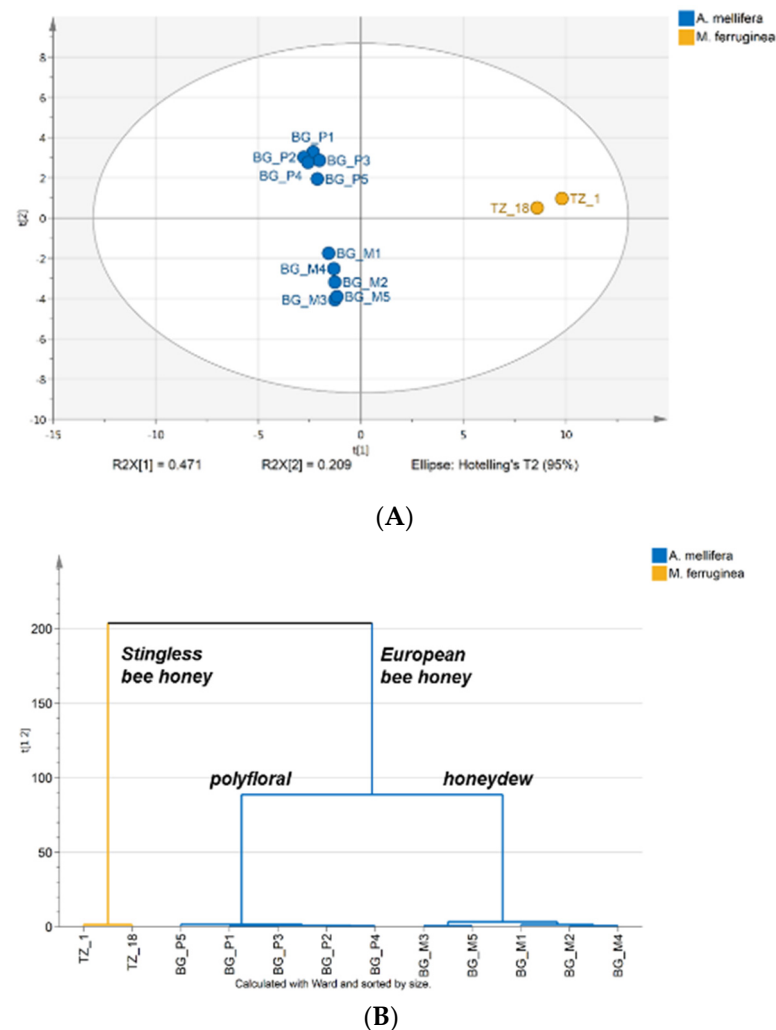 A. mellifera
M. ferruginea
8
6
4
2
0
-2
-4
-6
-8
-10
t[2]
BG_P1
BG_P2
BG_P3
BG_P4
BG_P5
TZ_18
TZ_1
BG_M1
BG_M4
BG_M2
BG_M3
BG_M5
-15
-10
-5
0
5
10
t[1]
R2X[1] = 0.471
R2X[2] = 0.209
Ellipse: Hotelling's T2 (95%)
(A)
A. mellifera
M. ferruginea
200
150
100
50
0
t[1 2]
Stingless
bee honey
European
bee honey
polyfloral
honeydew
TZ_1
TZ_18
BG_P5
BG_P1
BG_P3
BG_P2
BG_P4
BG_M3
BG_M5
BG_M1
BG_M2
BG_M4
Calculated with Ward and sorted by size.
(B)